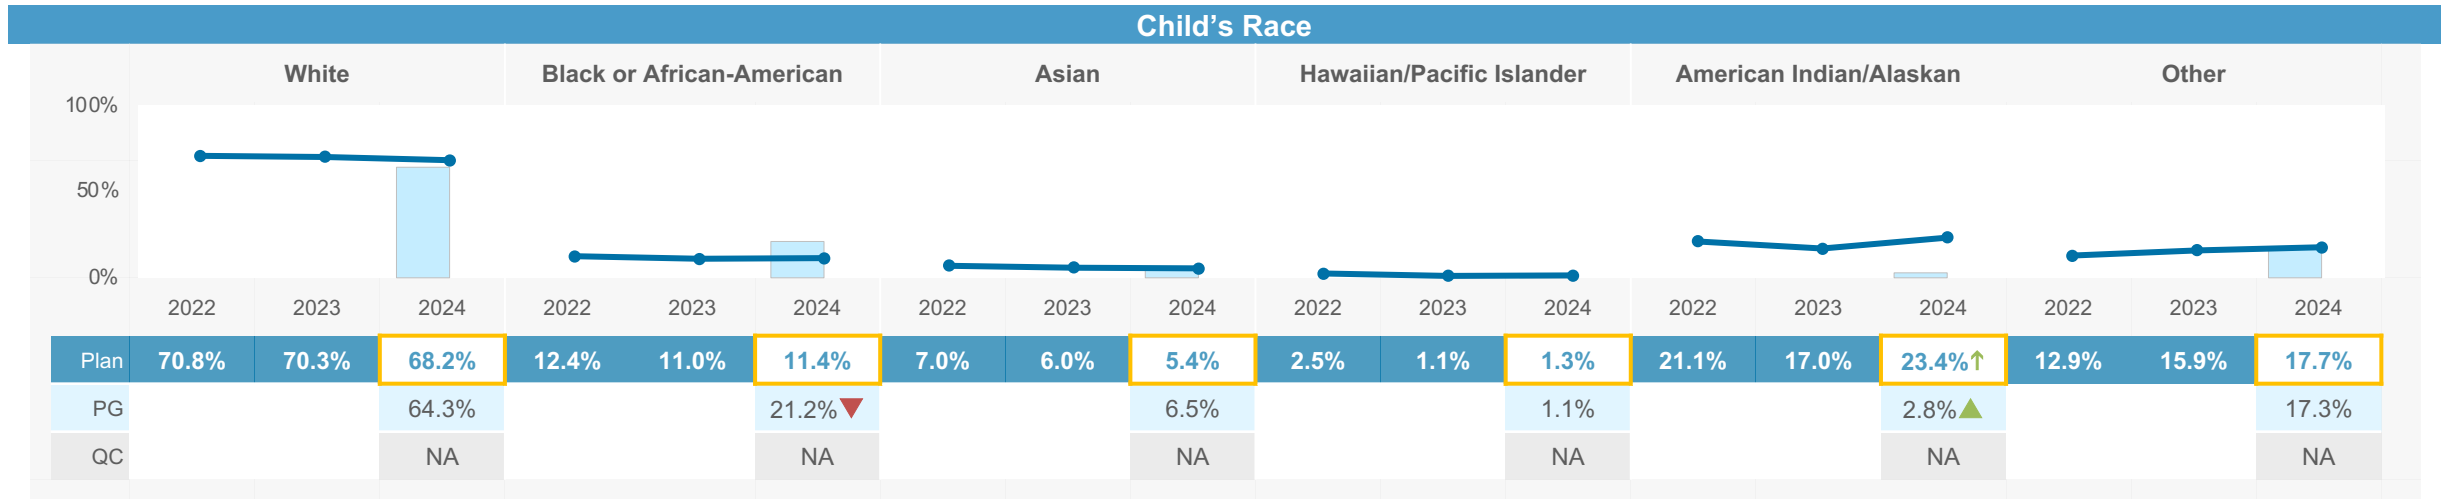 Child’s Race
White Black or African-American Asian Hawaiian/Pacific Islander American Indian/Alaskan Other
100%
50%
0%
2022 2023 2024 2022 2023 2024 2022 2023 2024 2022 2023 2024 2022 2023 2024 2022 2023 2024
Plan 70.8% 70.3% 68.2% 12.4% 11.0% 11.4% 7.0% 6.0% 5.4% 2.5% 1.1% 1.3% 21.1% 17.0% 23.4%↑ 12.9% 15.9% 17.7%
PG 64.3% 21.2%▼ 6.5% 1.1% 2.8%▲ 17.3%
QC NA NA NA NA NA NA